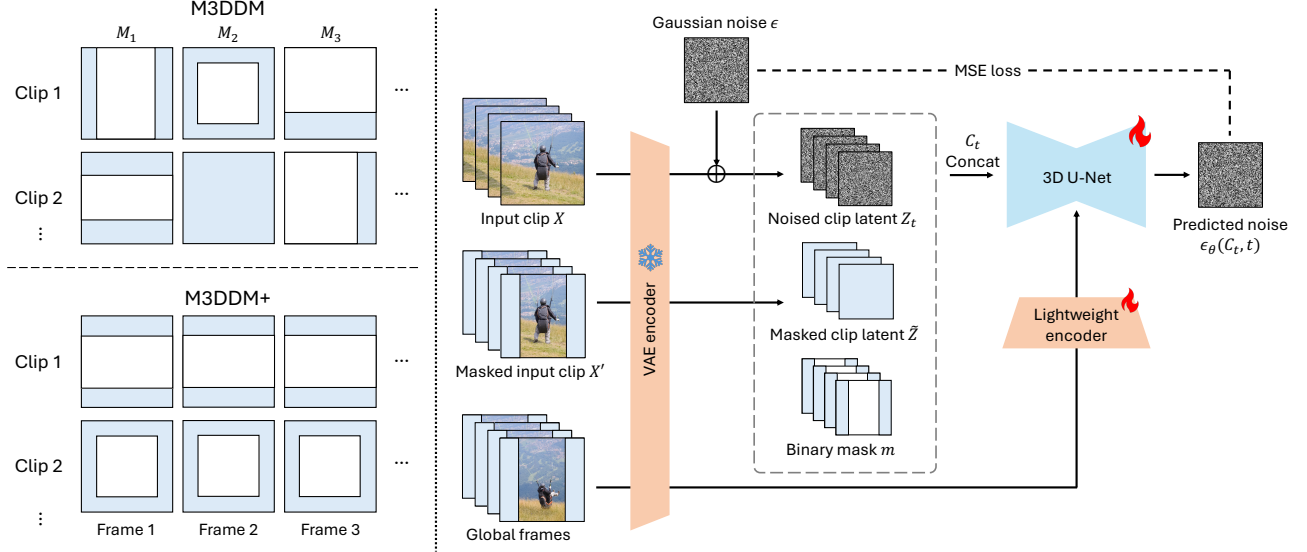 M3DDM
M₁ M₂ M₃
Clip 1
...
Clip 2
⋮
...
M3DDM+
Clip 1
...
Clip 2
...
⋮
Frame 1 Frame 2 Frame 3
Gaussian noise ϵ
MSE loss
Input clip X
Masked input clip X′
Global frames
VAE encoder
Noised clip latent Zₜ
Masked clip latent Z̃
Binary mask m
Cₜ
Concat
3D U-Net
Predicted noise
ϵ_θ(Cₜ, t)
Lightweight
encoder